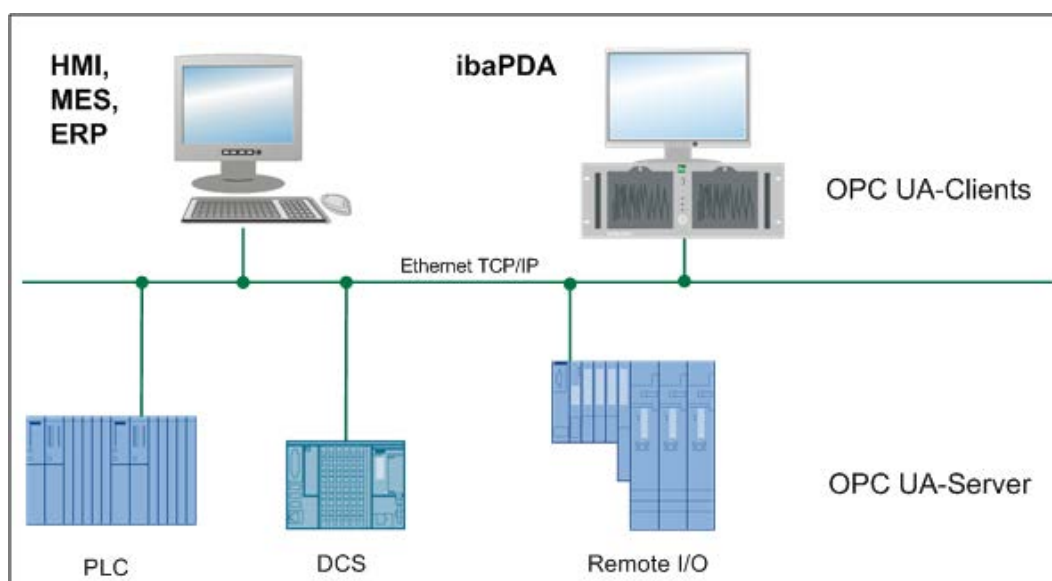 HMI,
MES,
ERP
ibaPDA
OPC UA-Clients
Ethernet TCP/IP
OPC UA-Server
PLC
DCS
Remote I/O